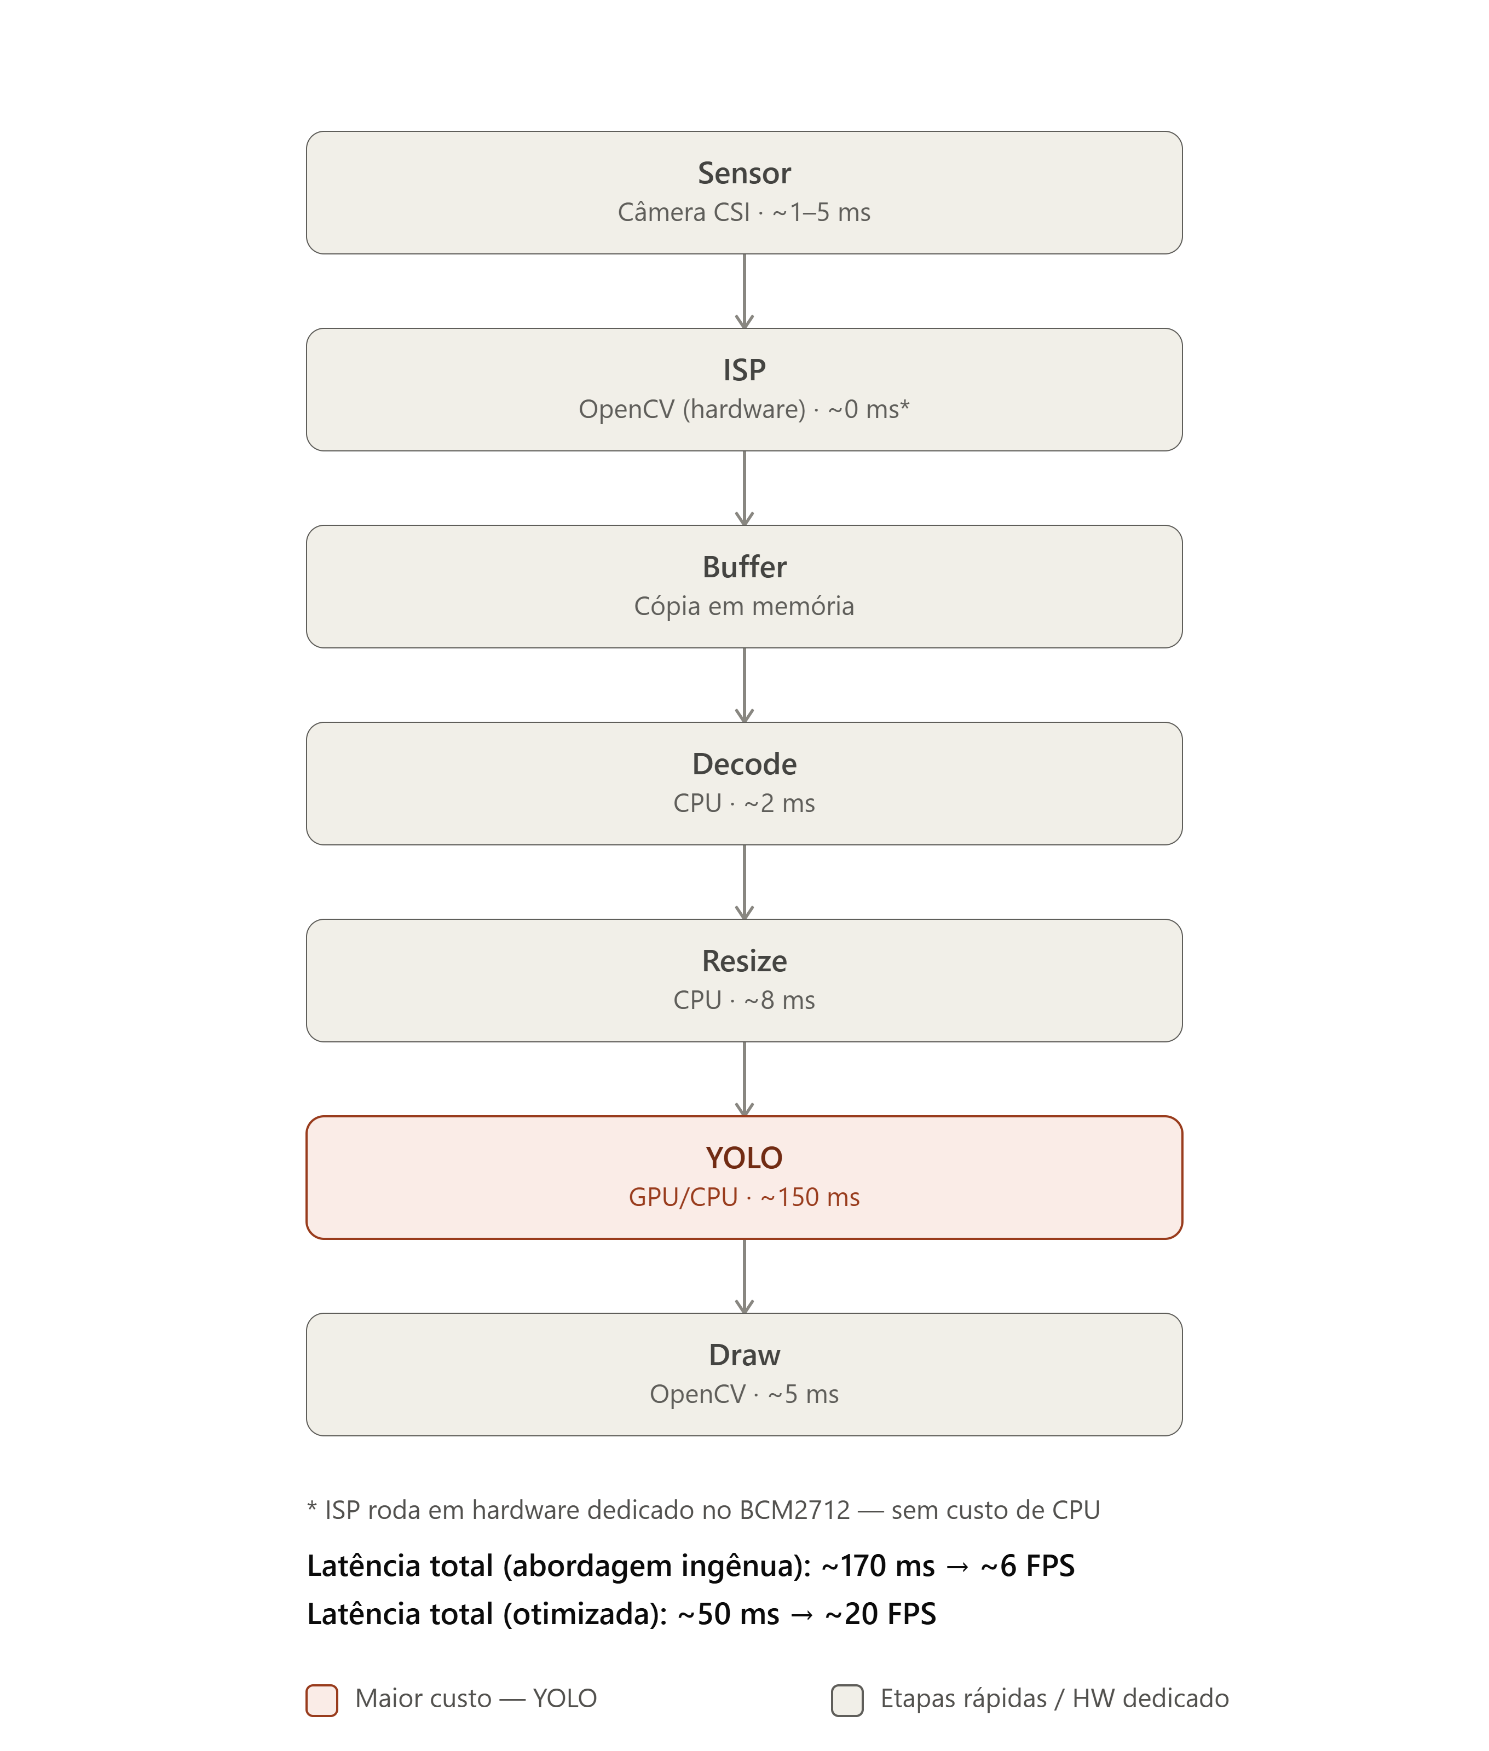 Sensor
Câmera CSI · ~1–5 ms
ISP
OpenCV (hardware) · ~0 ms*
Buffer
Cópia em memória
Decode
CPU · ~2 ms
Resize
CPU · ~8 ms
YOLO
GPU/CPU · ~150 ms
Draw
OpenCV · ~5 ms
* ISP roda em hardware dedicado no BCM2712 — sem custo de CPU
Latência total (abordagem ingênua): ~170 ms → ~6 FPS
Latência total (otimizada): ~50 ms → ~20 FPS
Maior custo — YOLO
Etapas rápidas / HW dedicado